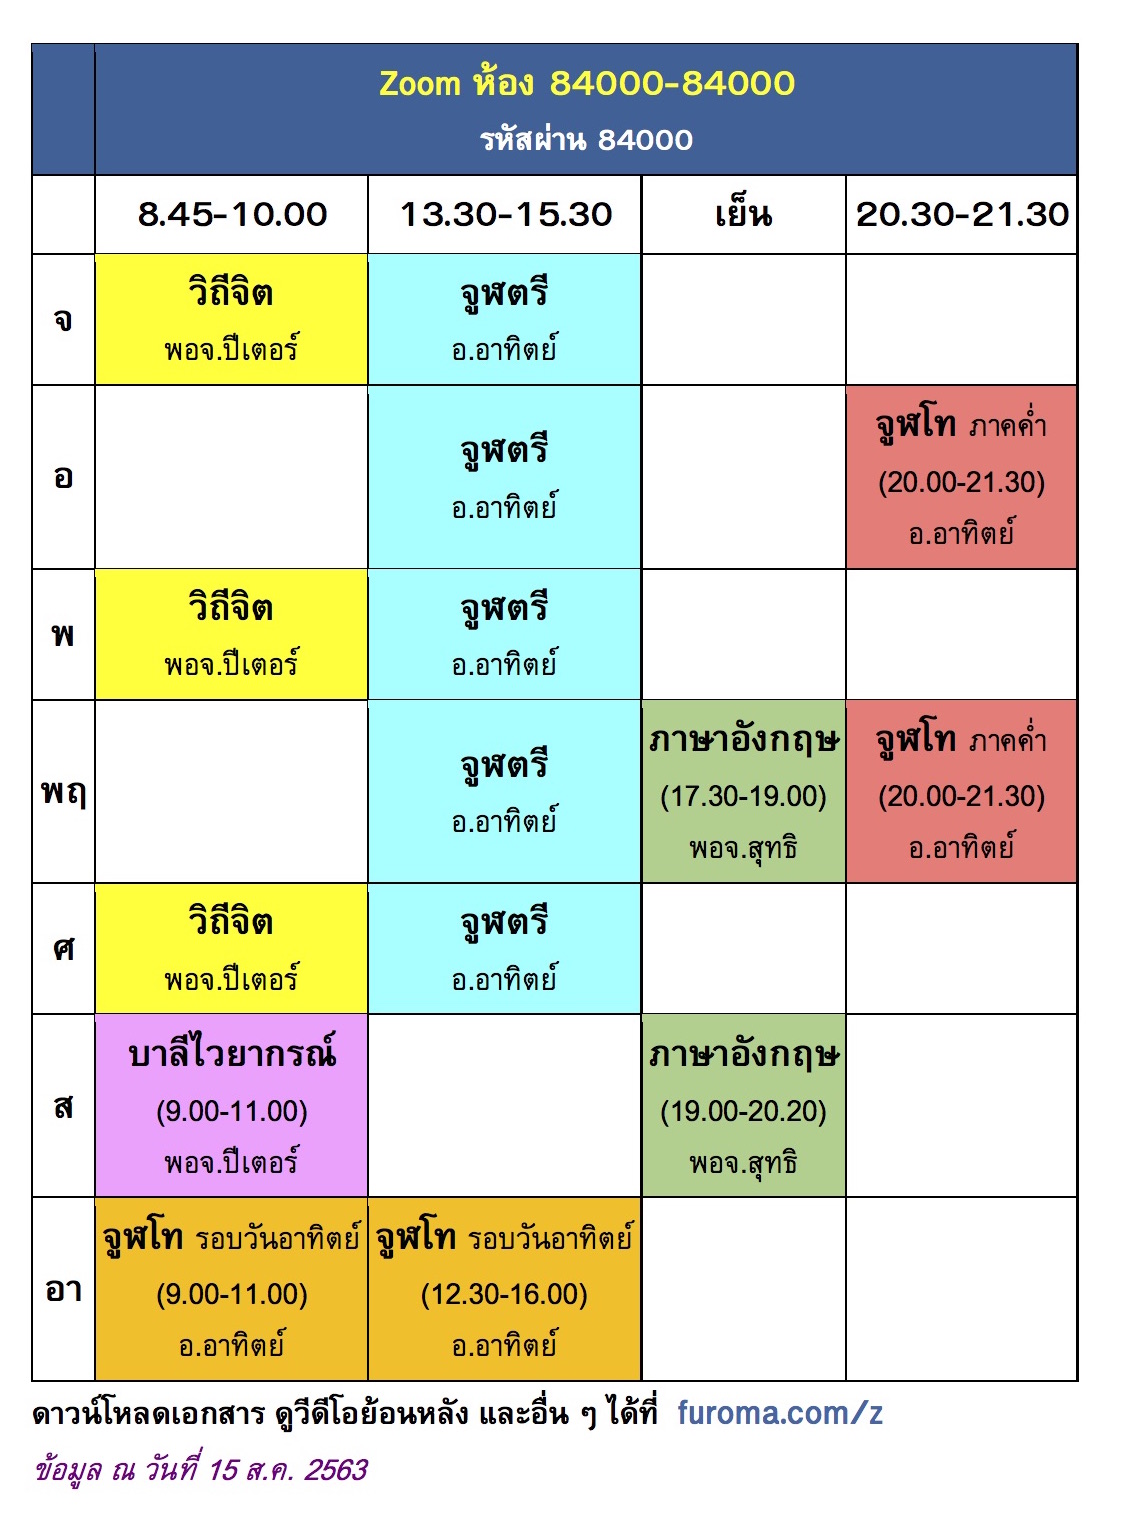 Zoom ห้อง 84000-84000
รหัสผ่าน 84000
8.45-10.00 13.30-15.30 เย็น 20.30-21.30
จ
วิถีจิต
พอจ.ปีเตอร์
จูฬตรี
อ.อาทิตย์
อ
จูฬตรี
อ.อาทิตย์
จูฬโท ภาคค่ำ
(20.00-21.30)
อ.อาทิตย์
พ
วิถีจิต
พอจ.ปีเตอร์
จูฬตรี
อ.อาทิตย์
พฤ
จูฬตรี
อ.อาทิตย์
ภาษาอังกฤษ
(17.30-19.00)
พอจ.สุทธิ
จูฬโท ภาคค่ำ
(20.00-21.30)
อ.อาทิตย์
ศ
วิถีจิต
พอจ.ปีเตอร์
จูฬตรี
อ.อาทิตย์
ส
บาลีไวยากรณ์
(9.00-11.00)
พอจ.ปีเตอร์
ภาษาอังกฤษ
(19.00-20.20)
พอจ.สุทธิ
อา
จูฬโท รอบวันอาทิตย์
(9.00-11.00)
อ.อาทิตย์
จูฬโท รอบวันอาทิตย์
(12.30-16.00)
อ.อาทิตย์
ดาวน์โหลดเอกสาร ดูวีดีโอย้อนหลัง และอื่น ๆ ได้ที่ furoma.com/z
ข้อมูล ณ วันที่ 15 ส.ค. 2563